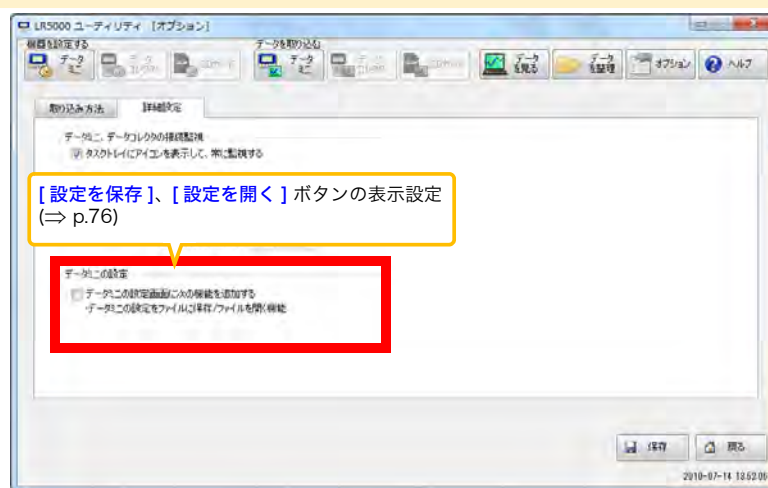 LR5000 ユーティリティ [オプション]
機器を設定する
データを取り込む
データミニ
データミニ
データを見る
データを整理
オプション
ヘルプ
取り込み方法
詳細設定
データミニ、データコレクタの接続監視
タスクトレイにアイコンを表示して、常に監視する
[ 設定を保存 ]、[ 設定を開く ] ボタンの表示設定
(⇒ p.76)
データミニの設定
データミニの設定画面に次の機能を追加する
・データミニの設定をファイルに保存/ファイルを開く機能
保存
戻る
2010-07-14